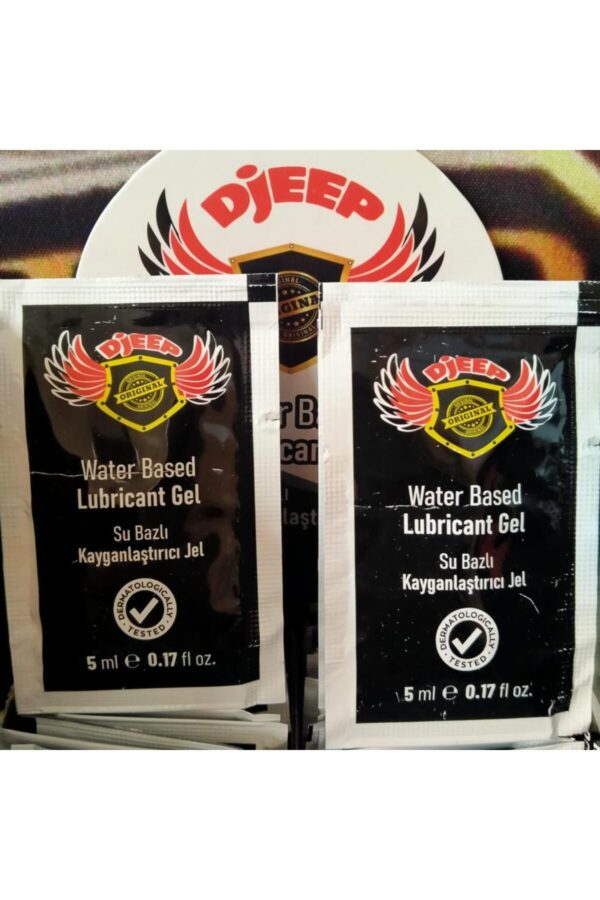 DJEEP
ORIGINAL
DJEEP
ORIGINAL
Water Based
Lubricant Gel
Su Bazlı
Kayganlaştırıcı Jel
DERMATOLOGICALLY
TESTED
5 ml ℮ 0.17 fl oz.
DJEEP
ORIGINAL
Water Based
Lubricant Gel
Su Bazlı
Kayganlaştırıcı Jel
DERMATOLOGICALLY
TESTED
5 ml ℮ 0.17 fl oz.